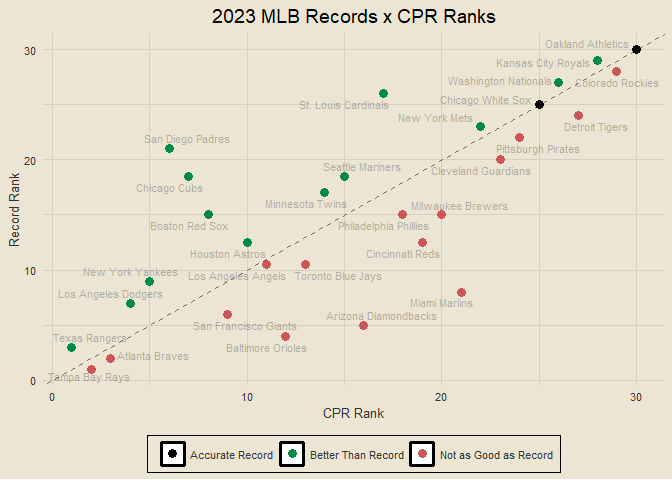 2023 MLB Records x CPR Ranks
Oakland Athletics
30
Kansas City Royals
Washington Nationals
Colorado Rockies
Chicago White Sox
St. Louis Cardinals
New York Mets
Detroit Tigers
San Diego Padres
Pittsburgh Pirates
20
Seattle Mariners
Cleveland Guardians
Chicago Cubs
Minnesota Twins
Milwaukee Brewers
Boston Red Sox
Philadelphia Phillies
Houston Astros
Cincinnati Reds
Record Rank
10
New York Yankees
Los Angeles Angels
Toronto Blue Jays
Los Angeles Dodgers
Miami Marlins
San Francisco Giants
Arizona Diamondbacks
Texas Rangers
Baltimore Orioles
Atlanta Braves
Tampa Bay Rays
0
0
10
20
30
CPR Rank
Accurate Record
Better Than Record
Not as Good as Record